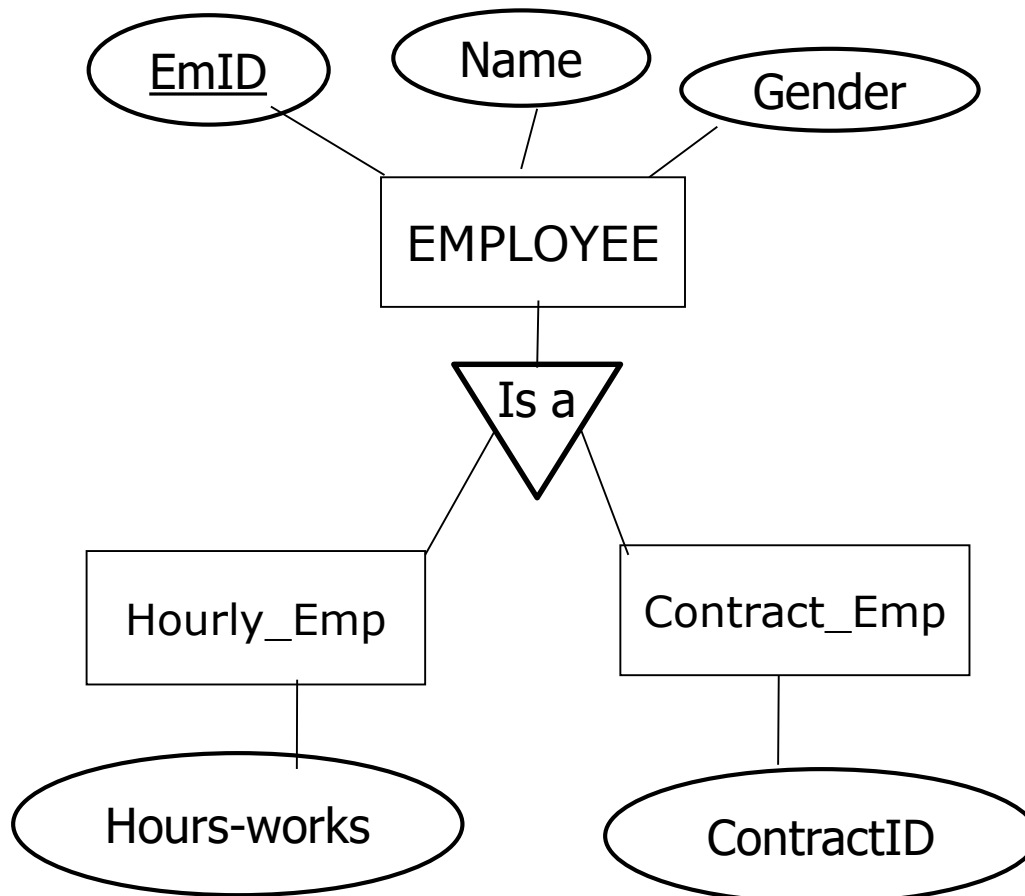 EmID
Name
Gender
EMPLOYEE
Is a
Hourly_Emp
Contract_Emp
Hours-works
ContractID